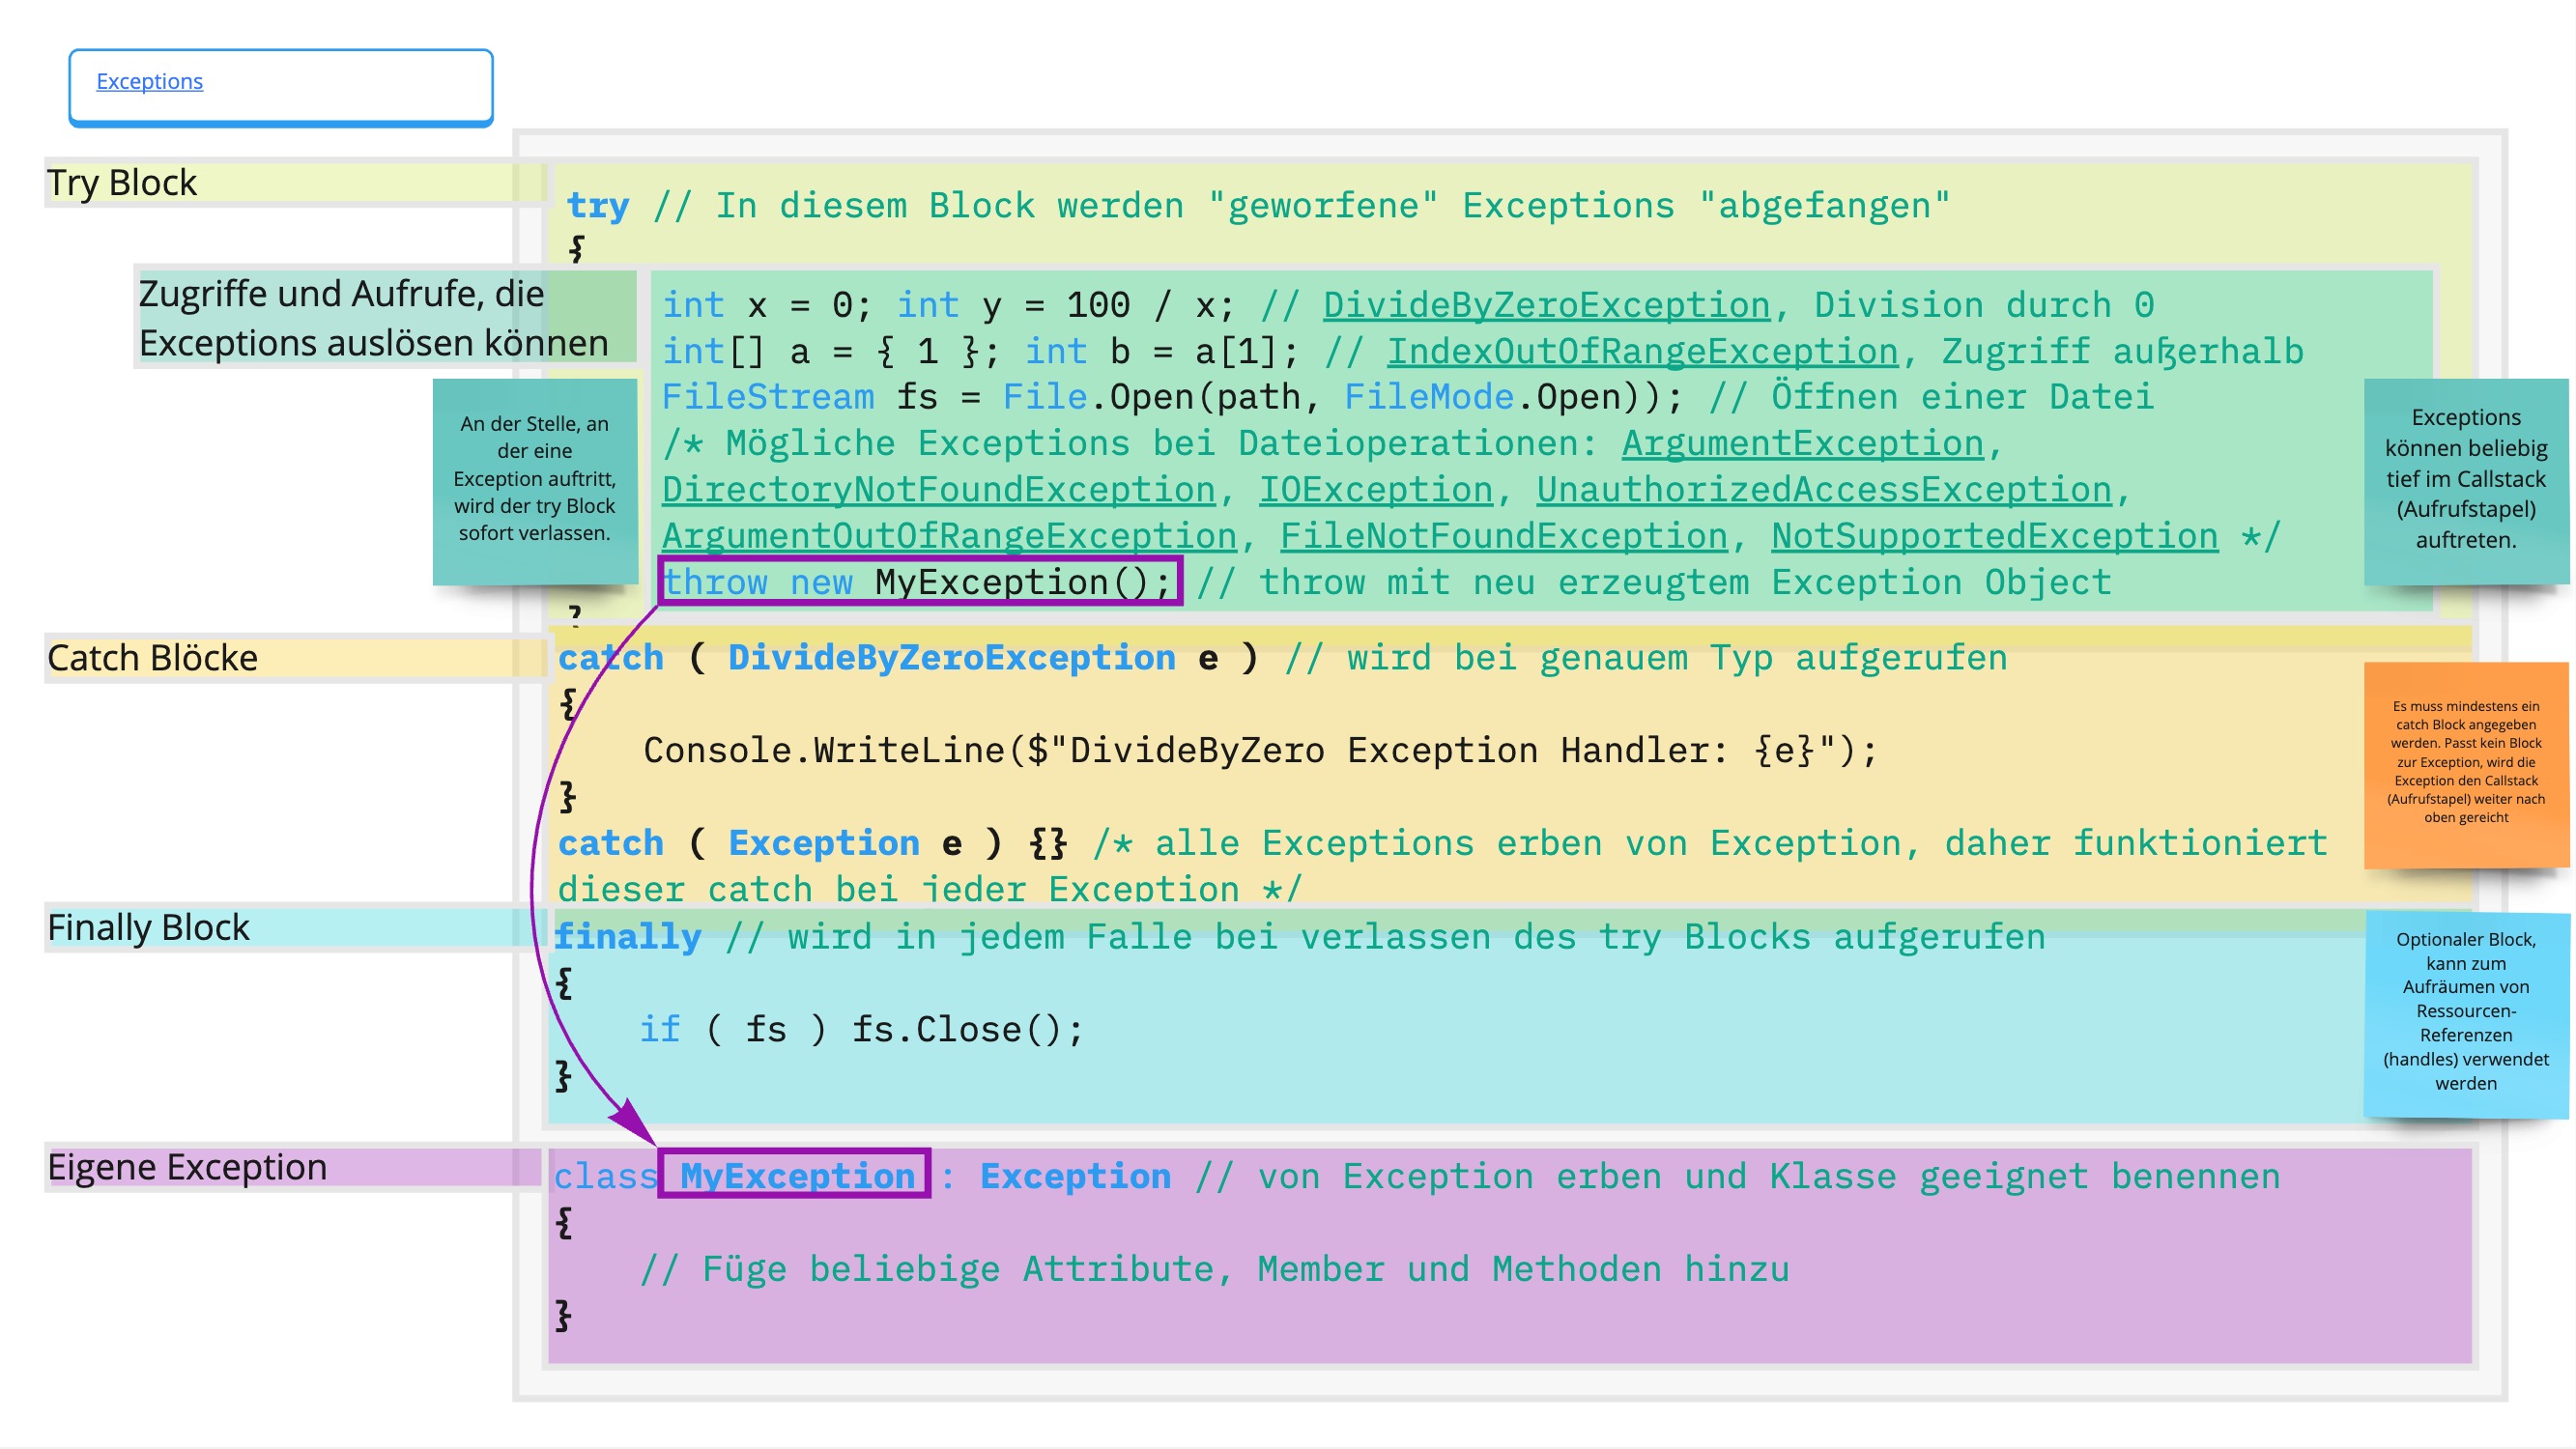 Exceptions
Try Block
try // In diesem Block werden "geworfene" Exceptions "abgefangen"
{
Zugriffe und Aufrufe, die
Exceptions auslösen können
int x = 0; int y = 100 / x; // DivideByZeroException, Division durch 0
int[] a = { 1 }; int b = a[1]; // IndexOutOfRangeException, Zugriff außerhalb
FileStream fs = File.Open(path, FileMode.Open)); // Öffnen einer Datei
/* Mögliche Exceptions bei Dateioperationen: ArgumentException,
DirectoryNotFoundException, IOException, UnauthorizedAccessException,
ArgumentOutOfRangeException, FileNotFoundException, NotSupportedException */
throw new MyException(); // throw mit neu erzeugtem Exception Object
}
An der Stelle, an
der eine
Exception auftritt,
wird der try Block
sofort verlassen.
Exceptions
können beliebig
tief im Callstack
(Aufrufstapel)
auftreten.
Catch Blöcke
catch ( DivideByZeroException e ) // wird bei genauem Typ aufgerufen
{
Console.WriteLine($"DivideByZero Exception Handler: {e}");
}
catch ( Exception e ) {} /* alle Exceptions erben von Exception, daher funktioniert
dieser catch bei jeder Exception */
Es muss mindestens ein
catch Block angegeben
werden. Passt kein Block
zur Exception, wird die
Exception den Callstack
(Aufrufstapel) weiter nach
oben gereicht
Finally Block
finally // wird in jedem Falle bei verlassen des try Blocks aufgerufen
{
if ( fs ) fs.Close();
}
Optionaler Block,
kann zum
Aufräumen von
Ressourcen-
Referenzen
(handles) verwendet
werden
Eigene Exception
class MyException : Exception // von Exception erben und Klasse geeignet benennen
{
// Füge beliebige Attribute, Member und Methoden hinzu
}